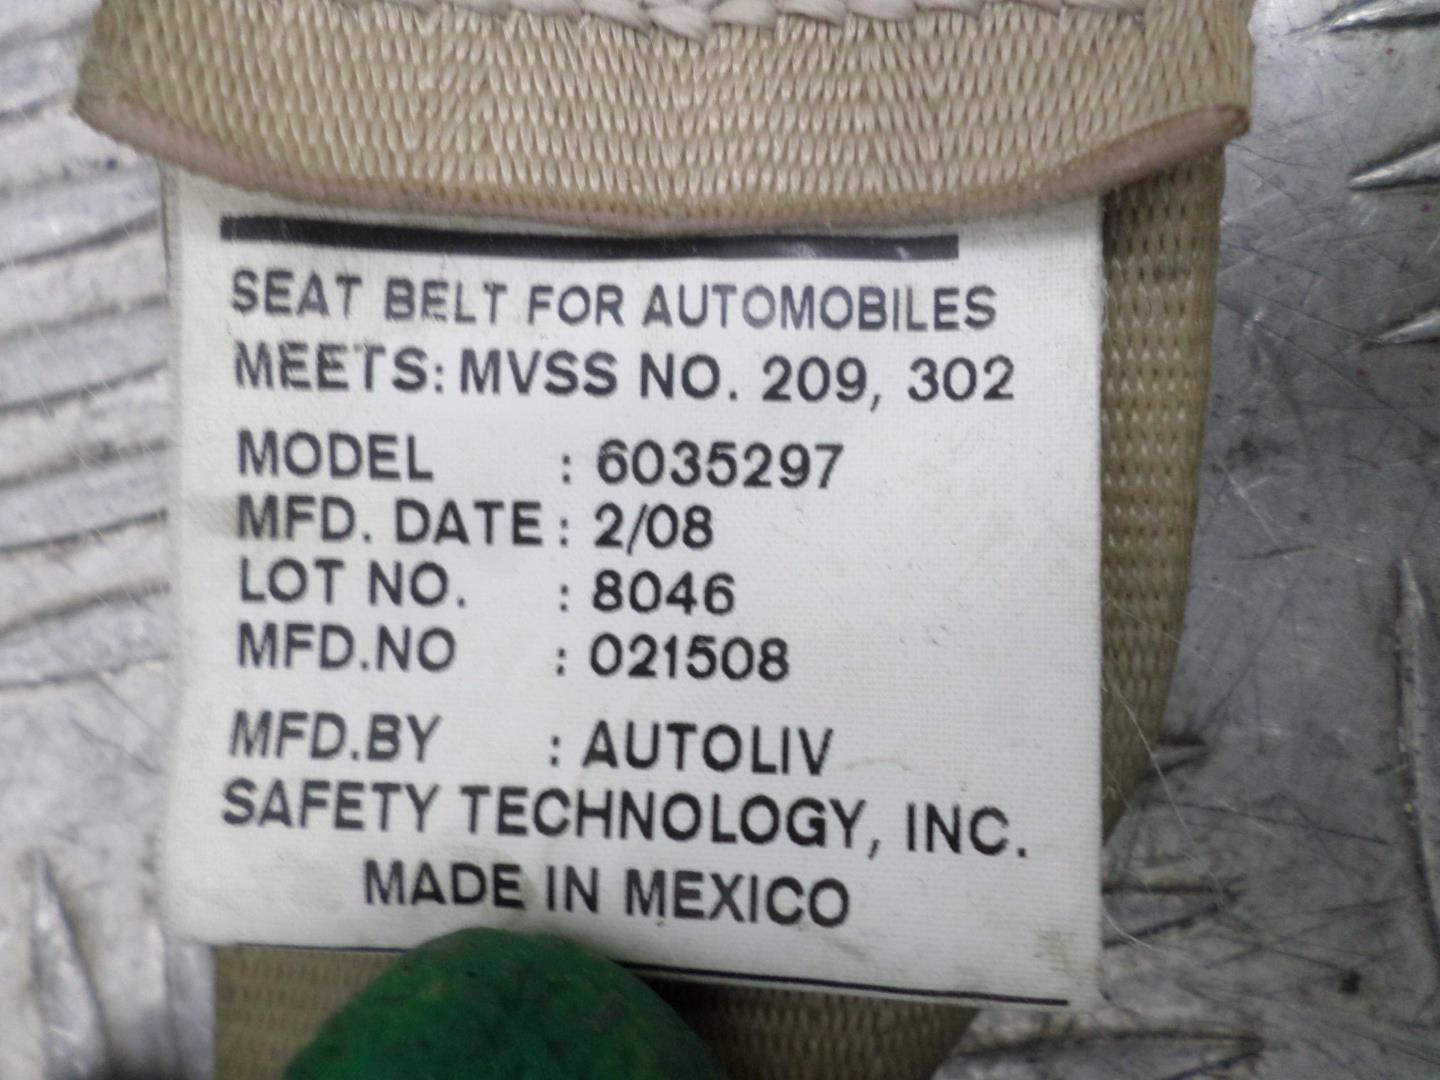 SEAT BELT FOR AUTOMOBILES
MEETS: MVSS NO. 209, 302
MODEL : 6035297
MFD. DATE : 2/08
LOT NO. : 8046
MFD.NO : 021508
MFD.BY : AUTOLIV
SAFETY TECHNOLOGY, INC.
MADE IN MEXICO